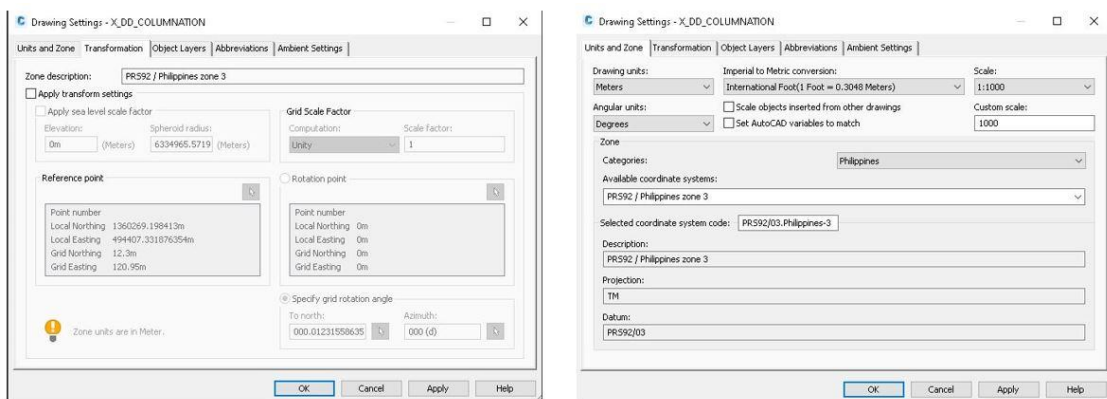 Drawing Settings - X_DD_COLUMNATION
Units and Zone Transformation Object Layers Abbreviations Ambient Settings
Zone description: PRS92 / Philippines zone 3
Apply transform settings
Apply sea level scale factor
Elevation: Spheroid radius:
0m (Meters) 6334965.5719 (Meters)
Grid Scale Factor
Computation: Scale factor:
Unity 1
Reference point
Point number
Local Northing 1360269.198413m
Local Easting 494407.331876354m
Grid Northing 12.3m
Grid Easting 120.95m
Rotation point
Point number
Local Northing 0m
Local Easting 0m
Grid Northing 0m
Grid Easting 0m
Specify grid rotation angle
To north: Azimuth:
000.01231558635 000 (d)
Zone units are in Meter.
OK Cancel Apply Help
Drawing Settings - X_DD_COLUMNATION
Units and Zone Transformation Object Layers Abbreviations Ambient Settings
Drawing units: Imperial to Metric conversion: Scale:
Meters International Foot(1 Foot = 0.3048 Meters) 1:1000
Angular units: Scale objects inserted from other drawings Custom scale:
Degrees Set AutoCAD variables to match 1000
Zone
Categories: Philippines
Available coordinate systems:
PRS92 / Philippines zone 3
Selected coordinate system code: PRS92/03.Philippines-3
Description:
PRS92 / Philippines zone 3
Projection:
TM
Datum:
PRS92/03
OK Cancel Apply Help